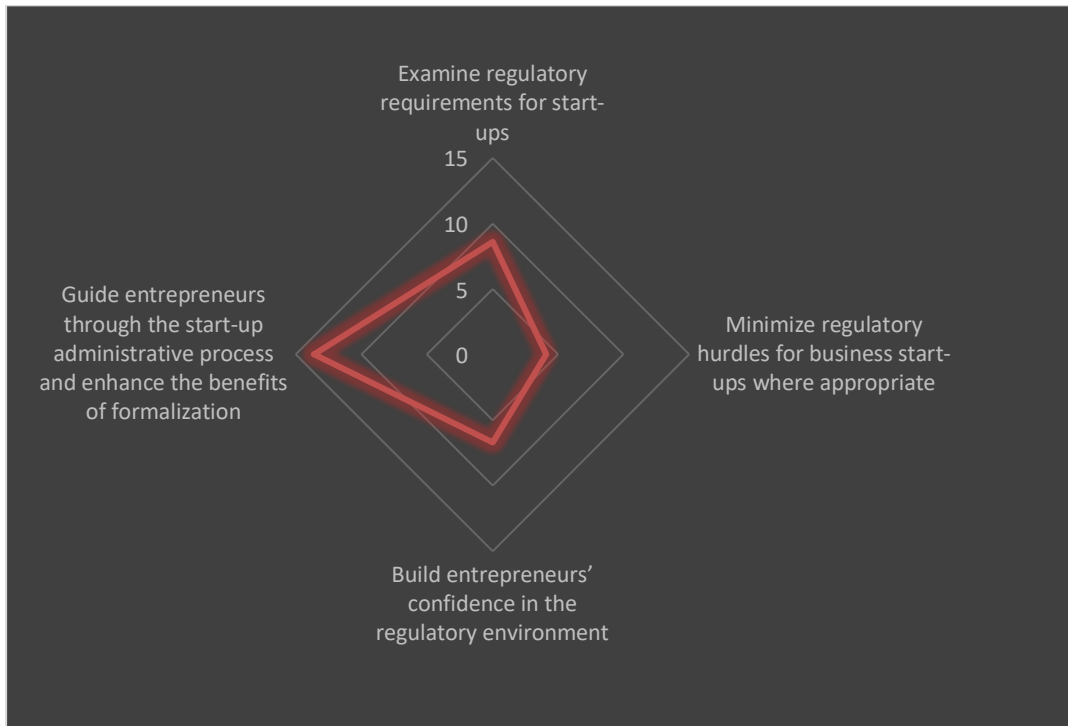 Examine regulatory
requirements for start-
ups
15
10
5
0
Guide entrepreneurs
through the start-up
administrative process
and enhance the benefits
of formalization
Minimize regulatory
hurdles for business start-
ups where appropriate
Build entrepreneurs’
confidence in the
regulatory environment